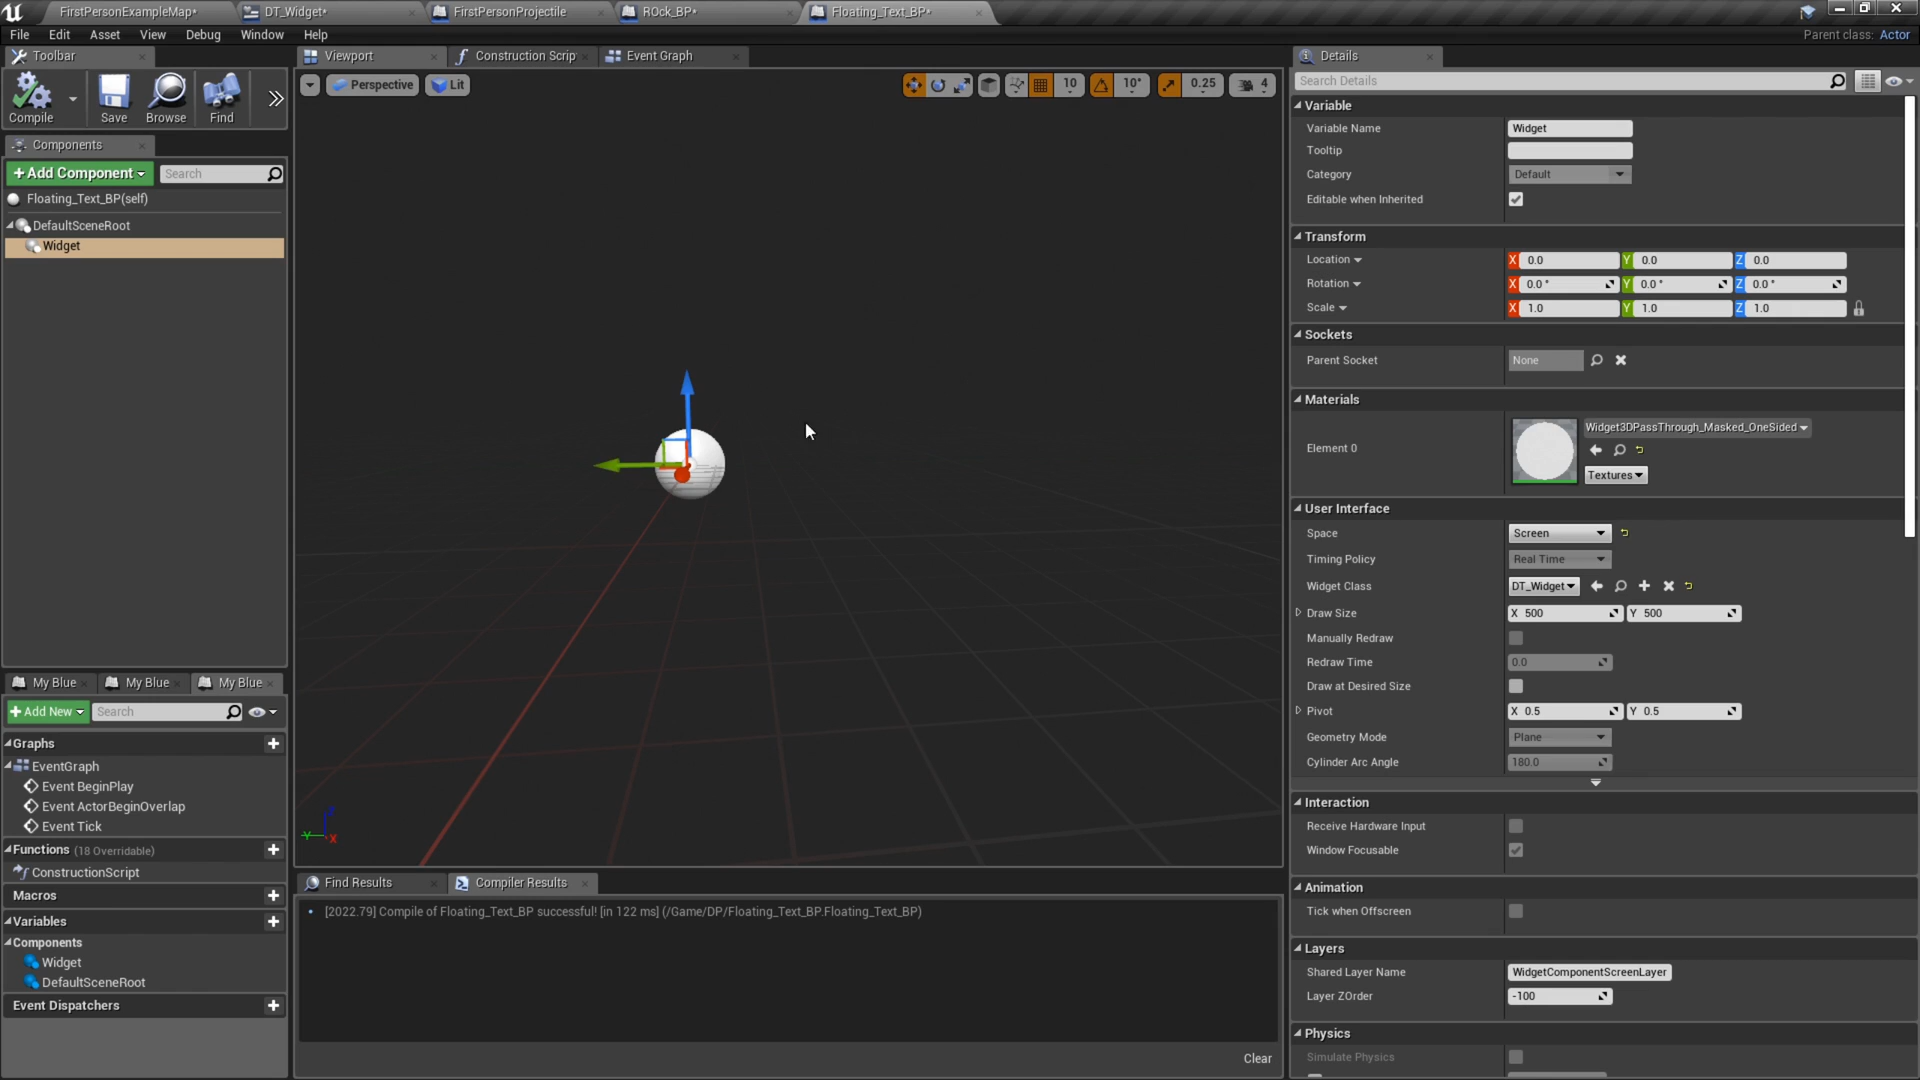 FirstPersonExampleMap*
DT_Widget*
FirstPersonProjectile
ROck_BP*
Floating_Text_BP*
File
Edit
Asset
View
Debug
Window
Help
Parent class: Actor
Toolbar
Viewport
Construction Scrip
Event Graph
Details
Compile
Save
Browse
Find
Perspective
Lit
10
10°
0.25
4
Search Details
Components
+Add Component
Search
Floating_Text_BP(self)
DefaultSceneRoot
Widget
Variable
Variable Name
Widget
Tooltip
Category
Default
Editable when Inherited
Transform
Location
X 0.0
Y 0.0
Z 0.0
Rotation
X 0.0 °
Y 0.0 °
Z 0.0 °
Scale
X 1.0
Y 1.0
Z 1.0
Sockets
Parent Socket
None
Materials
Element 0
Widget3DPassThrough_Masked_OneSided
Textures
User Interface
Space
Screen
Timing Policy
Real Time
Widget Class
DT_Widget
Draw Size
X 500
Y 500
Manually Redraw
Redraw Time
0.0
Draw at Desired Size
Pivot
X 0.5
Y 0.5
Geometry Mode
Plane
Cylinder Arc Angle
180.0
Interaction
Receive Hardware Input
Window Focusable
Animation
Tick when Offscreen
Layers
Shared Layer Name
WidgetComponentScreenLayer
Layer ZOrder
-100
Physics
Simulate Physics
My Blue
My Blue
My Blue
+Add New
Search
Graphs
EventGraph
Event BeginPlay
Event ActorBeginOverlap
Event Tick
Functions (18 Overridable)
ConstructionScript
Macros
Variables
Components
Widget
DefaultSceneRoot
Event Dispatchers
Z
Y
X
Find Results
Compiler Results
[2022.79] Compile of Floating_Text_BP successful! [in 122 ms] (/Game/DP/Floating_Text_BP.Floating_Text_BP)
Clear